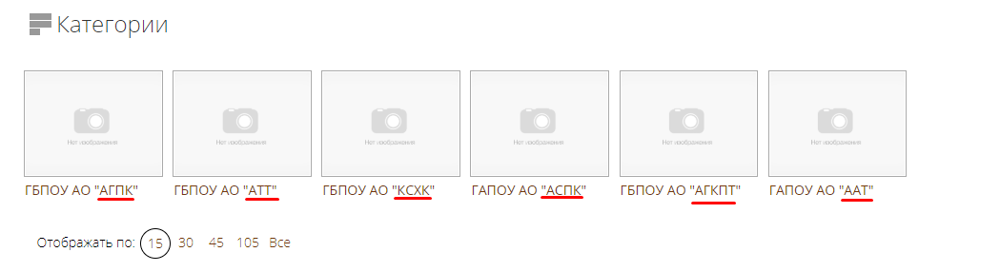 Категории
Нет изображения Нет изображения Нет изображения Нет изображения Нет изображения Нет изображения
ГБПОУ АО "АГПК" ГБПОУ АО "АТТ" ГБПОУ АО "КСХК" ГАПОУ АО "АСПК" ГБПОУ АО "АГКПТ" ГАПОУ АО "ААТ"
Отображать по: 15 30 45 105 Все